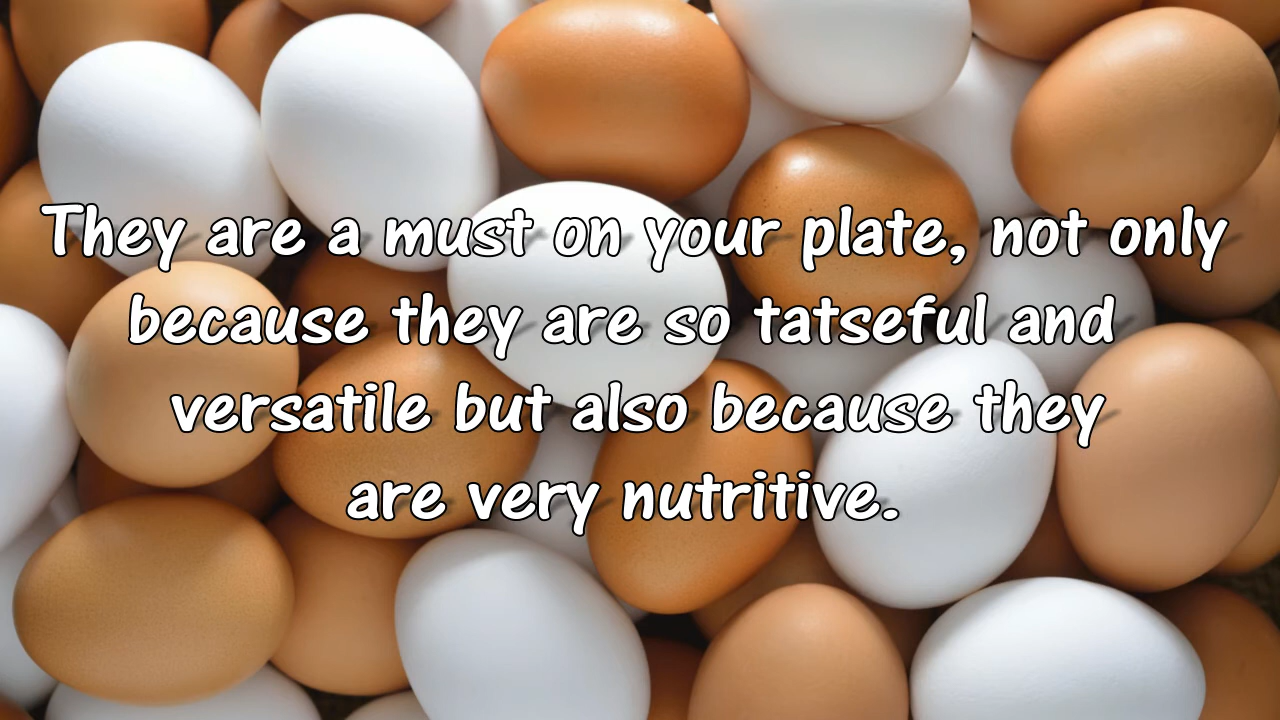 They are a must on your plate, not only
because they are so tatseful and
versatile but also because they
are very nutritive.